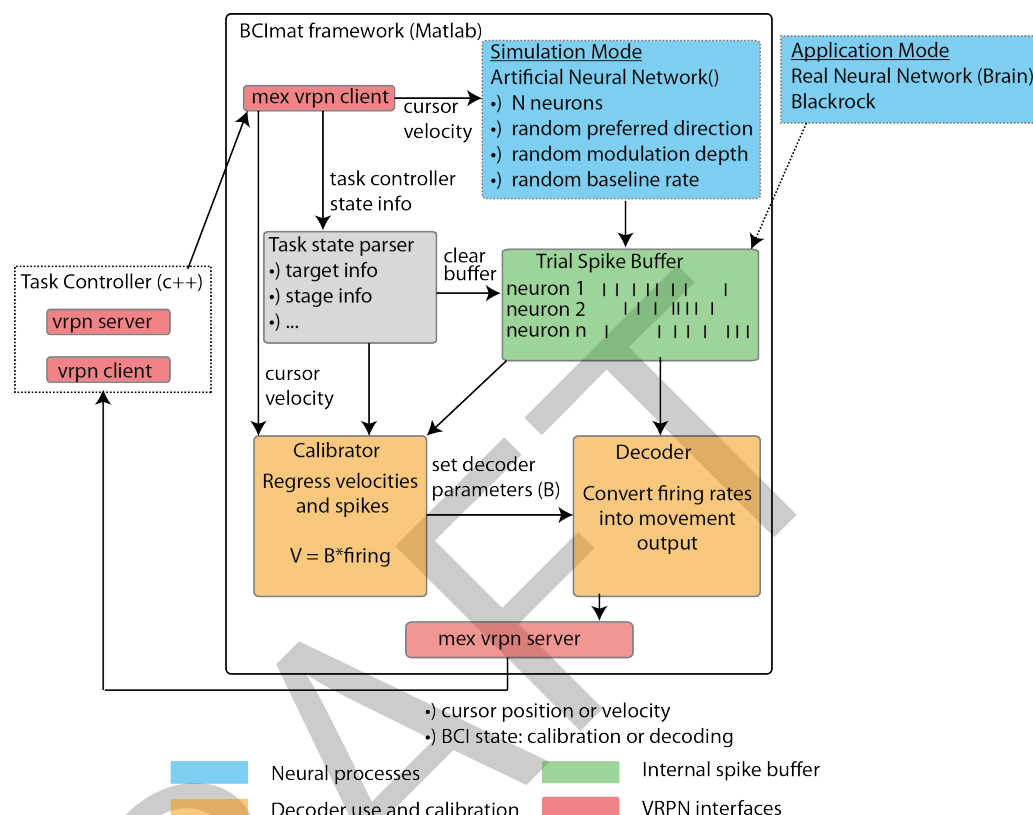 BCImat framework (Matlab)
mex vrpn client
cursor
velocity
Simulation Mode
Artificial Neural Network()
•) N neurons
•) random preferred direction
•) random modulation depth
•) random baseline rate
Application Mode
Real Neural Network (Brain)
Blackrock
task controller
state info
Task state parser
•) target info
•) stage info
•) ...
clear
buffer
Trial Spike Buffer
neuron 1
neuron 2
neuron n
Task Controller (c++)
vrpn server
vrpn client
cursor
velocity
Calibrator
Regress velocities
and spikes
V = B*firing
set decoder
parameters (B)
Decoder
Convert firing rates
into movement
output
mex vrpn server
•) cursor position or velocity
•) BCI state: calibration or decoding
Neural processes
Internal spike buffer
Decoder use and calibration
VRPN interfaces
DRAFT